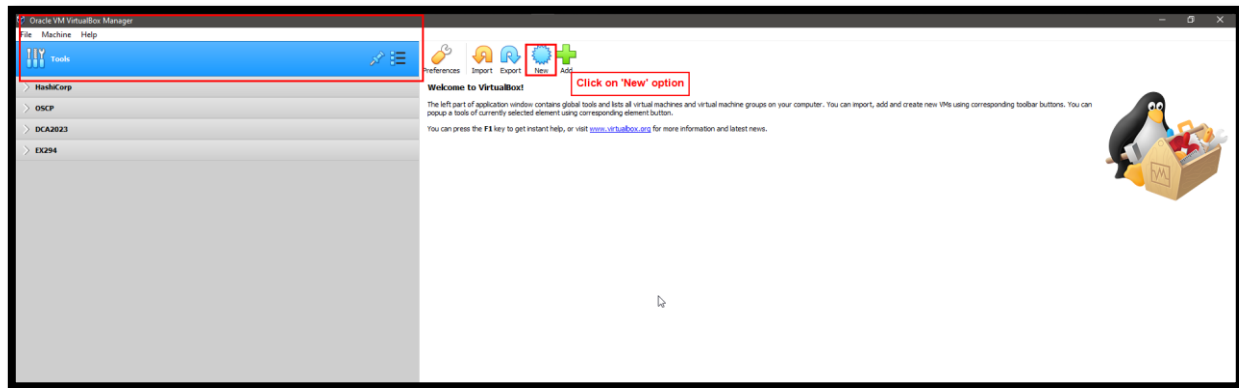 Oracle VM VirtualBox Manager
File Machine Help
Tools
Preferences Import Export New Add
Click on 'New' option
HashiCorp
OSCP
DCA2023
EX294
Welcome to VirtualBox!
The left part of application window contains global tools and lists all virtual machines and virtual machine groups on your computer. You can import, add and create new VMs using corresponding toolbar buttons. You can
popup a tools of currently selected element using corresponding element button.
You can press the F1 key to get instant help, or visit www.virtualbox.org for more information and latest news.